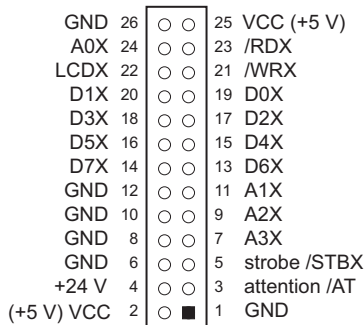 GND 26 25 VCC (+5 V)
A0X 24 23 /RDX
LCDX 22 21 /WRX
D1X 20 19 D0X
D3X 18 17 D2X
D5X 16 15 D4X
D7X 14 13 D6X
GND 12 11 A1X
GND 10 9 A2X
GND 8 7 A3X
GND 6 5 strobe /STBX
+24 V 4 3 attention /AT
(+5 V) VCC 2 1 GND